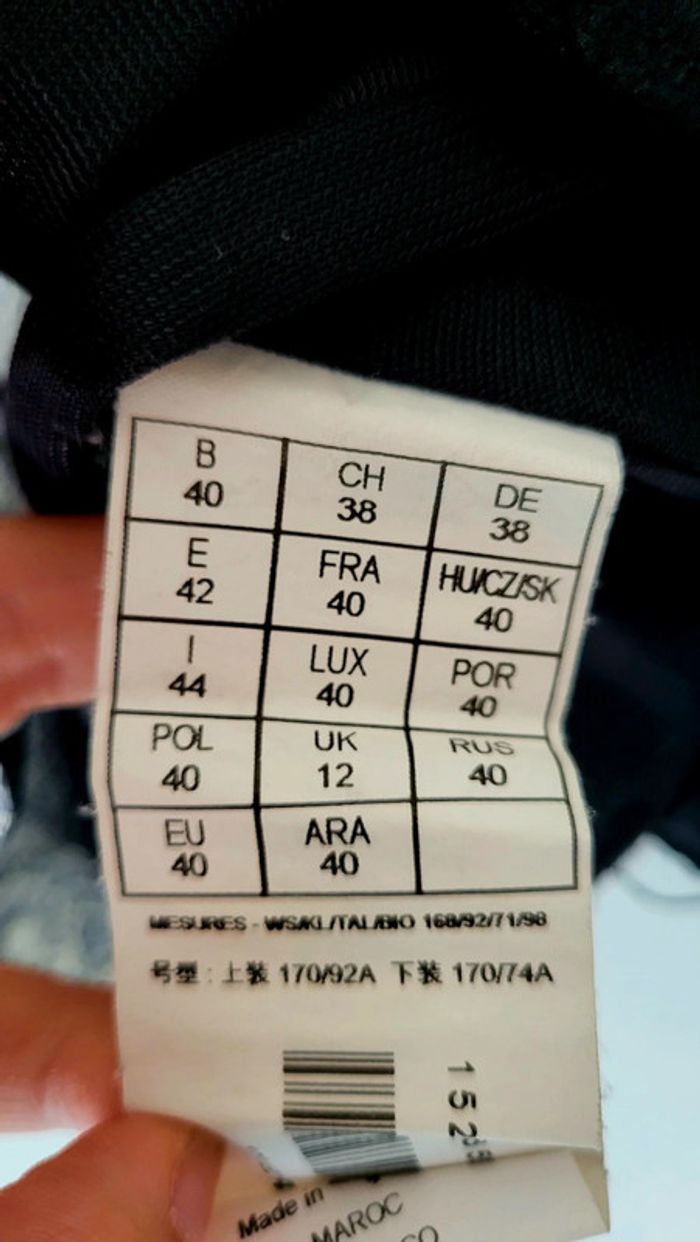 B CH DE
40 38 38
E FRA HU/CZ/SK
42 40 40
I LUX POR
44 40 40
POL UK RUS
40 12 40
EU ARA
40 40
MESURES - WS/KL/TAL/BIO 168/92/71/98
号型 : 上装 170/92A 下装 170/74A
152
Made in
MAROC